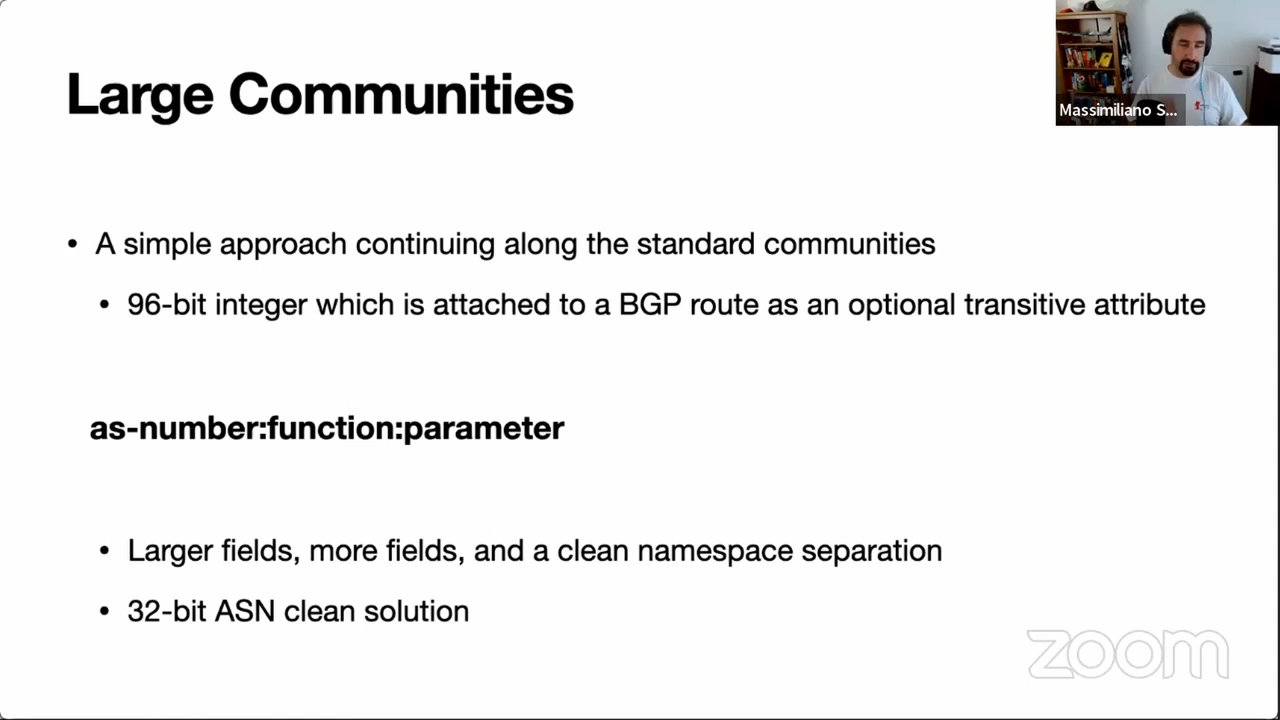 Large Communities
Massimiliano S...
• A simple approach continuing along the standard communities
• 96-bit integer which is attached to a BGP route as an optional transitive attribute
as-number:function:parameter
• Larger fields, more fields, and a clean namespace separation
• 32-bit ASN clean solution
zoom